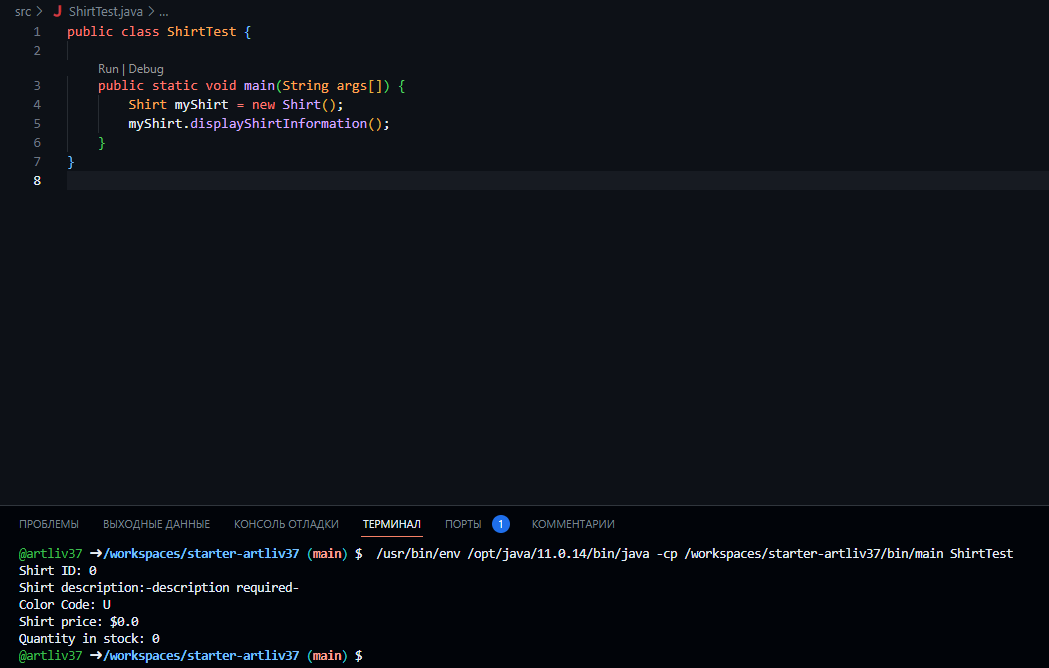 src > J ShirtTest.java > ...
1 public class ShirtTest {
2
Run | Debug
3 public static void main(String args[]) {
4 Shirt myShirt = new Shirt();
5 myShirt.displayShirtInformation();
6 }
7 }
8
ПРОБЛЕМЫ ВЫХОДНЫЕ ДАННЫЕ КОНСОЛЬ ОТЛАДКИ ТЕРМИНАЛ ПОРТЫ 1 КОММЕНТАРИИ
@artliv37 ➜/workspaces/starter-artliv37 (main) $ /usr/bin/env /opt/java/11.0.14/bin/java -cp /workspaces/starter-artliv37/bin/main ShirtTest
Shirt ID: 0
Shirt description:-description required-
Color Code: U
Shirt price: $0.0
Quantity in stock: 0
@artliv37 ➜/workspaces/starter-artliv37 (main) $